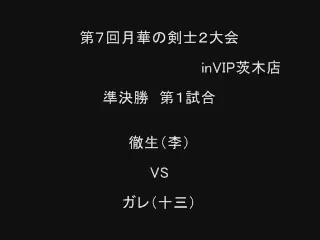 第7回月華の剣士2大会
inVIP茨木店
準決勝　第1試合
徹生(李)
VS
ガレ(十三)